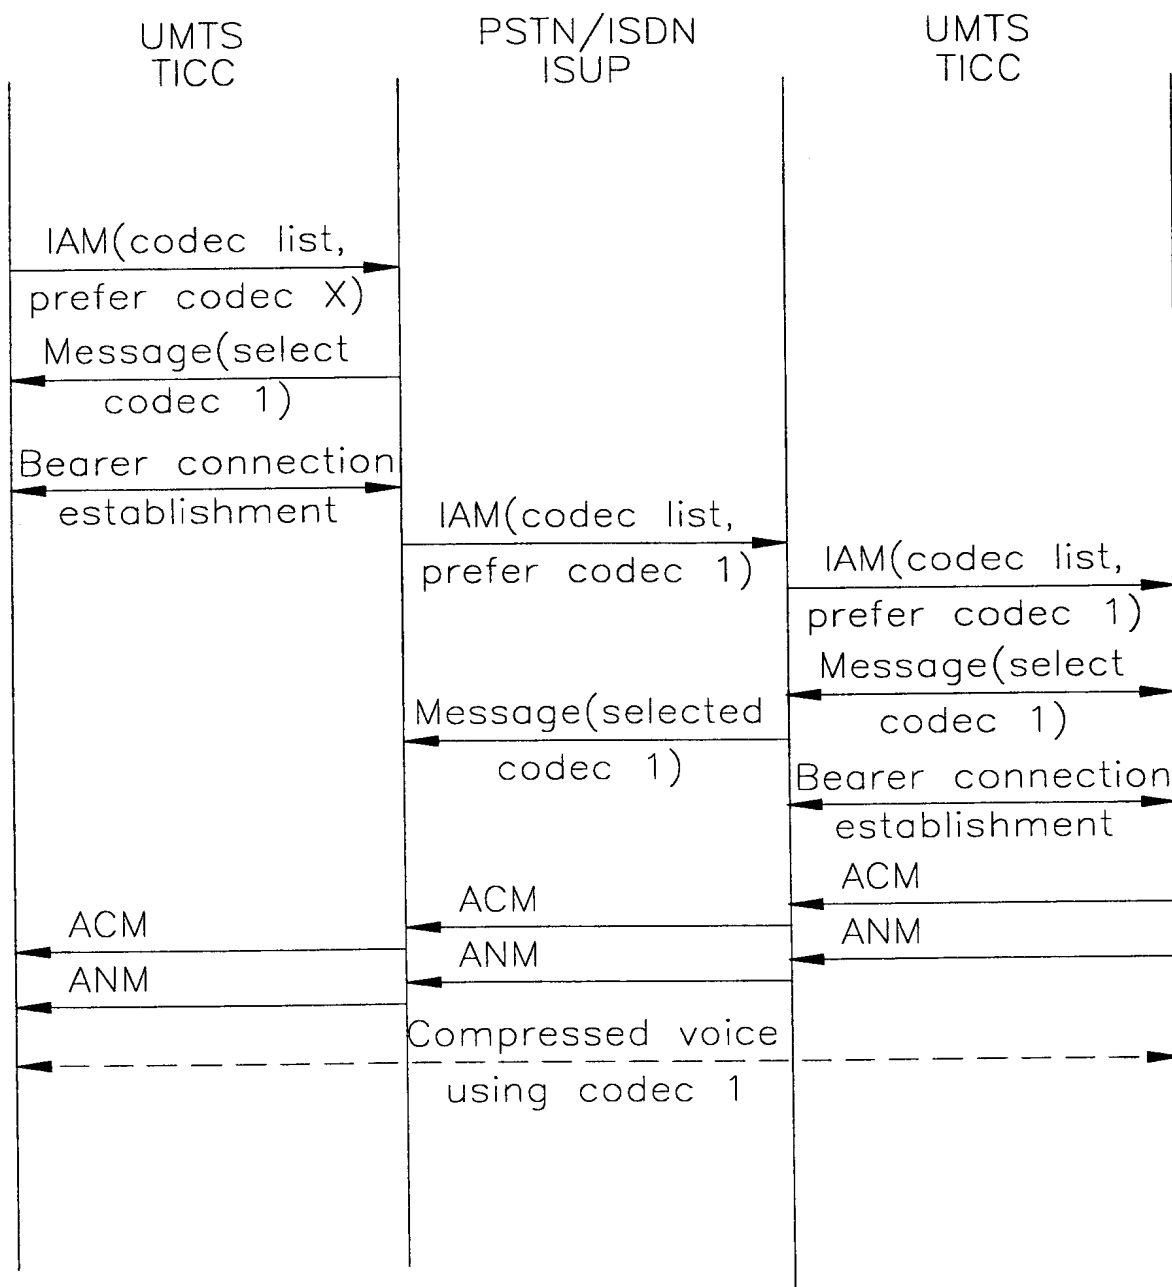 UMTS
TICC
PSTN/ISDN
ISUP
UMTS
TICC
IAM(codec list,
prefer codec X)
Message(select
codec 1)
Bearer connection
establishment
IAM(codec list,
prefer codec 1)
IAM(codec list,
prefer codec 1)
Message(select
codec 1)
Message(selected
codec 1)
Bearer connection
establishment
ACM
ACM
ACM
ANM
ANM
ANM
Compressed voice
using codec 1